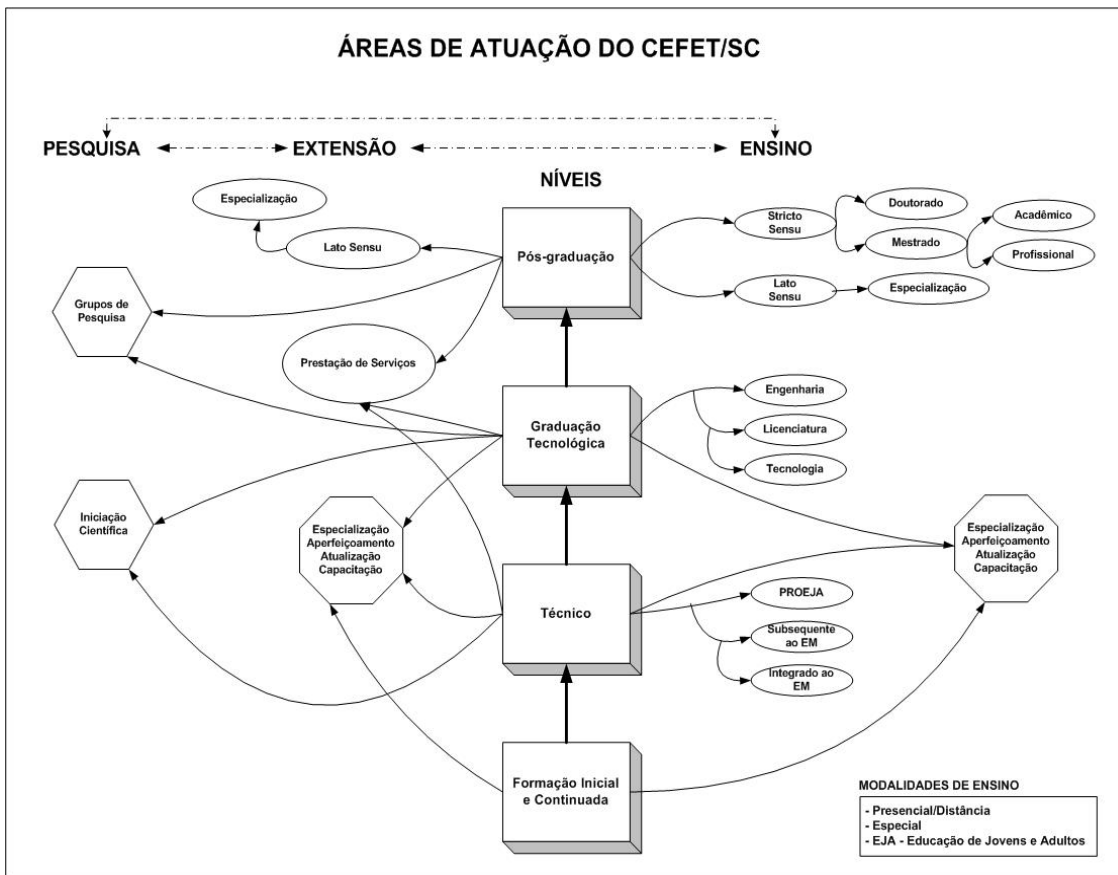 ÁREAS DE ATUAÇÃO DO CEFET/SC
PESQUISA
EXTENSÃO
ENSINO
NÍVEIS
Especialização
Lato Sensu
Pós-graduação
Stricto
Sensu
Doutorado
Mestrado
Acadêmico
Profissional
Lato
Sensu
Especialização
Grupos de
Pesquisa
Prestação de Serviços
Graduação
Tecnológica
Engenharia
Licenciatura
Tecnologia
Iniciação
Científica
Especialização
Aperfeiçoamento
Atualização
Capacitação
Especialização
Aperfeiçoamento
Atualização
Capacitação
Técnico
PROEJA
Subsequente
ao EM
Integrado ao
EM
Formação Inicial
e Continuada
MODALIDADES DE ENSINO
- Presencial/Distância
- Especial
- EJA - Educação de Jovens e Adultos